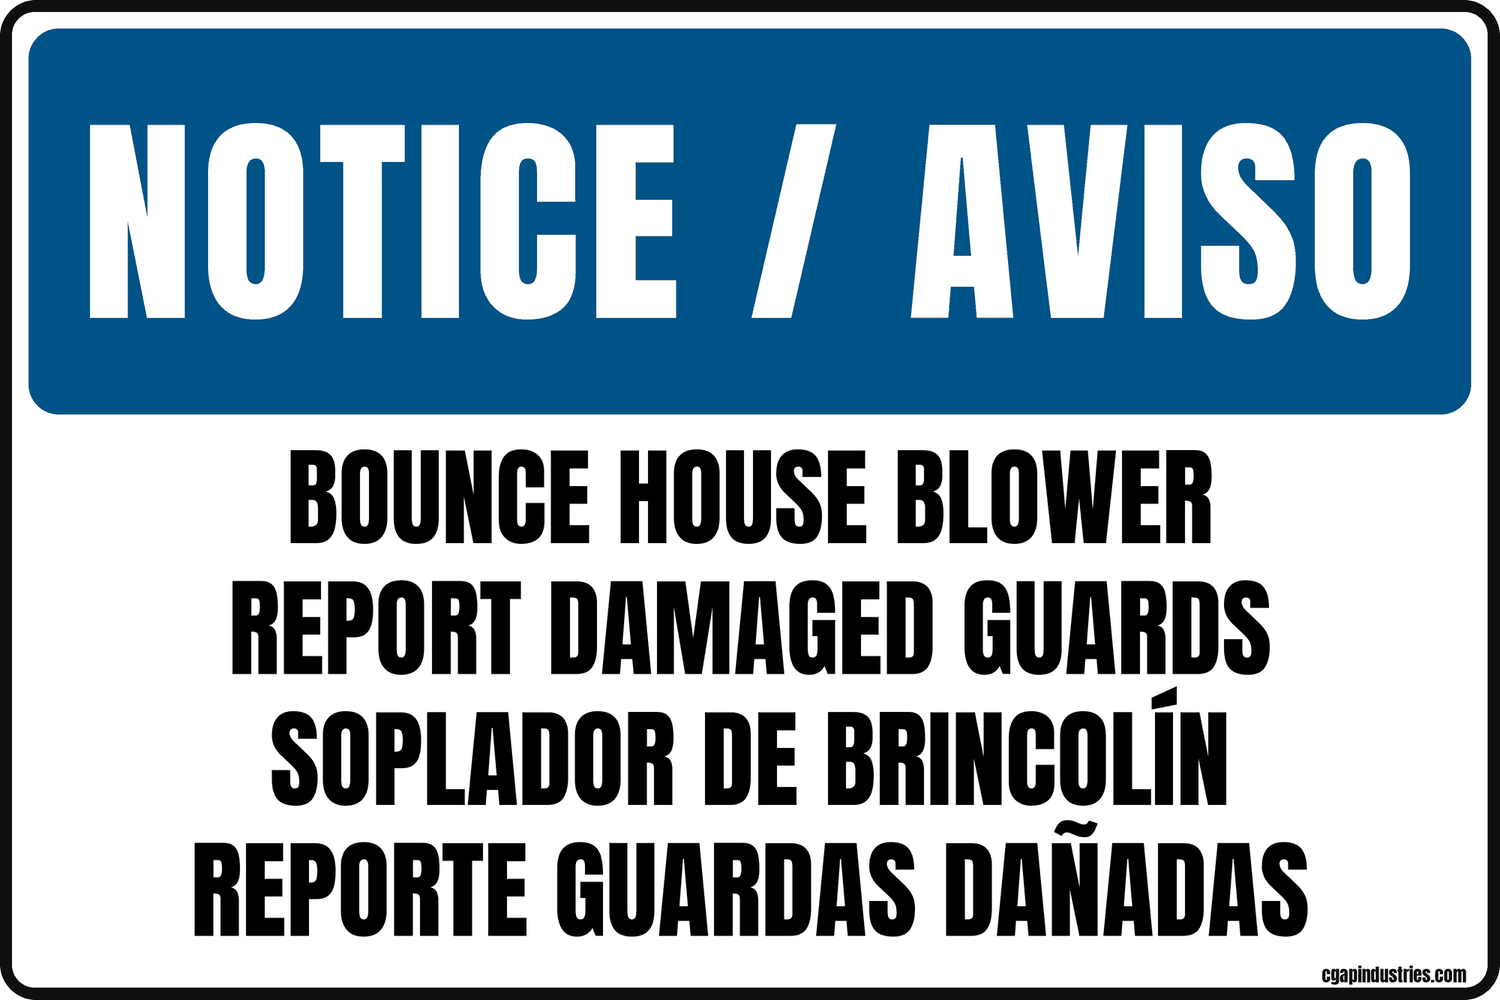 NOTICE / AVISO
BOUNCE HOUSE BLOWER
REPORT DAMAGED GUARDS
SOPLADOR DE BRINCOLÍN
REPORTE GUARDAS DAÑADAS
cgapindustries.com